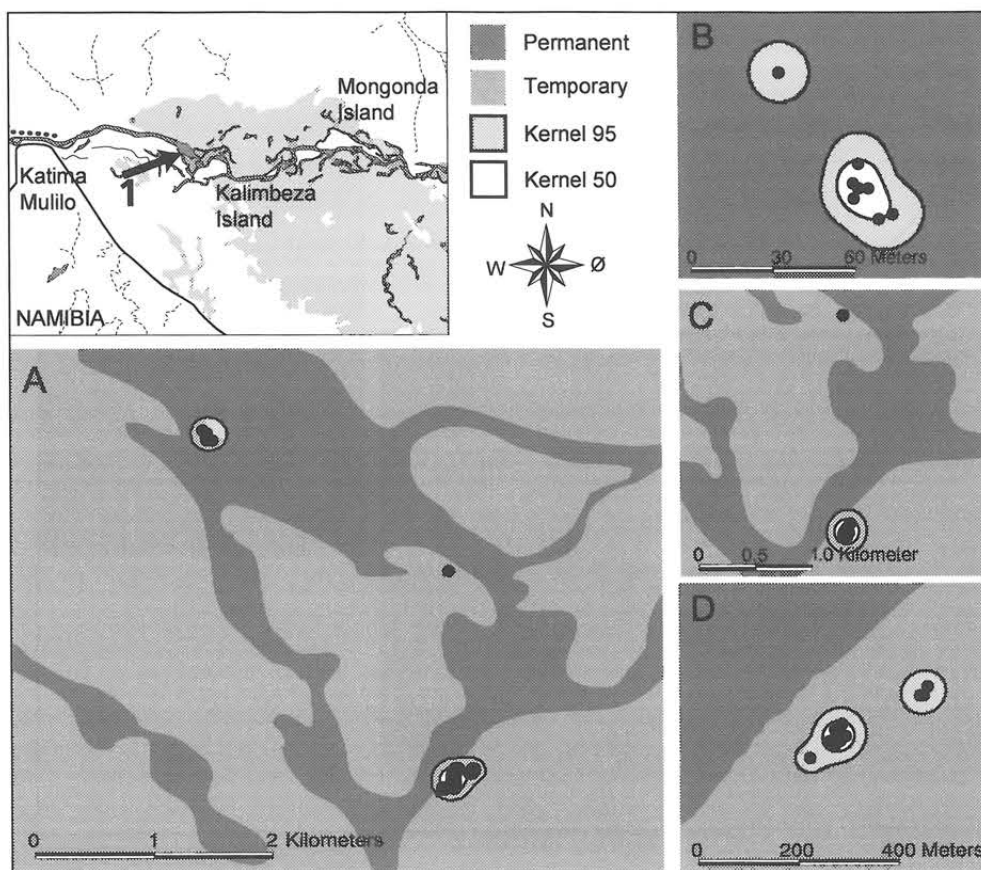 Mongonda
Island
Katima
Mulilo
1
Kalimbeza
Island
NAMIBIA
Permanent
Temporary
Kernel 95
Kernel 50
N
W
Ø
S
A
0 1 2 Kilometers
B
0 30 60 Meters
C
0 0.5 1.0 Kilometer
D
0 200 400 Meters